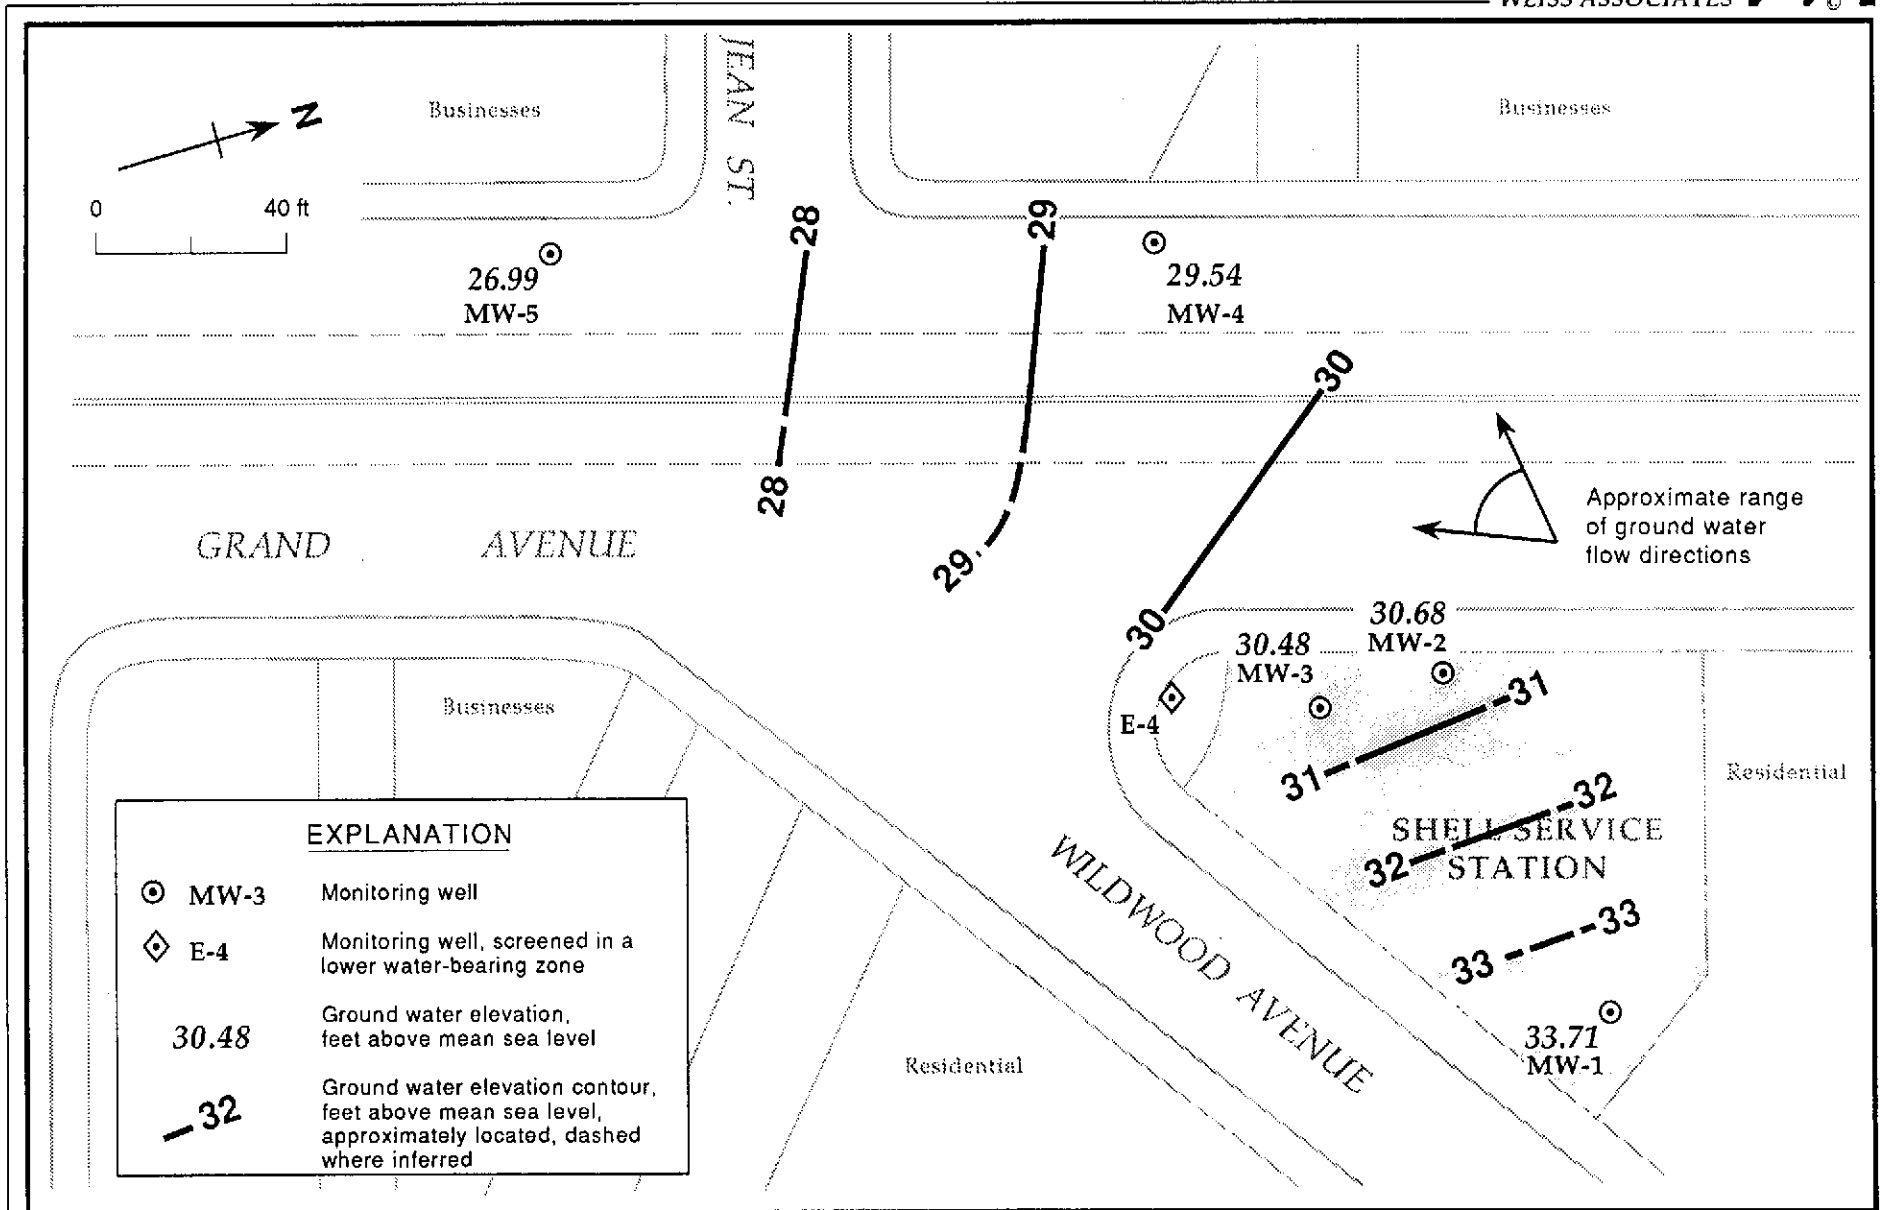 WEISS ASSOCIATES
JEAN ST.
Businesses
Businesses
N
0 40 ft
28
29
26.99
MW-5
29.54
MW-4
30
28
29
GRAND AVENUE
Approximate range
of ground water
flow directions
30
30.68
MW-2
30.48
MW-3
31
E-4
31
Businesses
Residential
32
SHELL SERVICE
STATION
32
WILDWOOD AVENUE
33
33
33.71
MW-1
Residential
EXPLANATION
MW-3 Monitoring well
E-4 Monitoring well, screened in a
lower water-bearing zone
30.48 Ground water elevation,
feet above mean sea level
32 Ground water elevation contour,
feet above mean sea level,
approximately located, dashed
where inferred